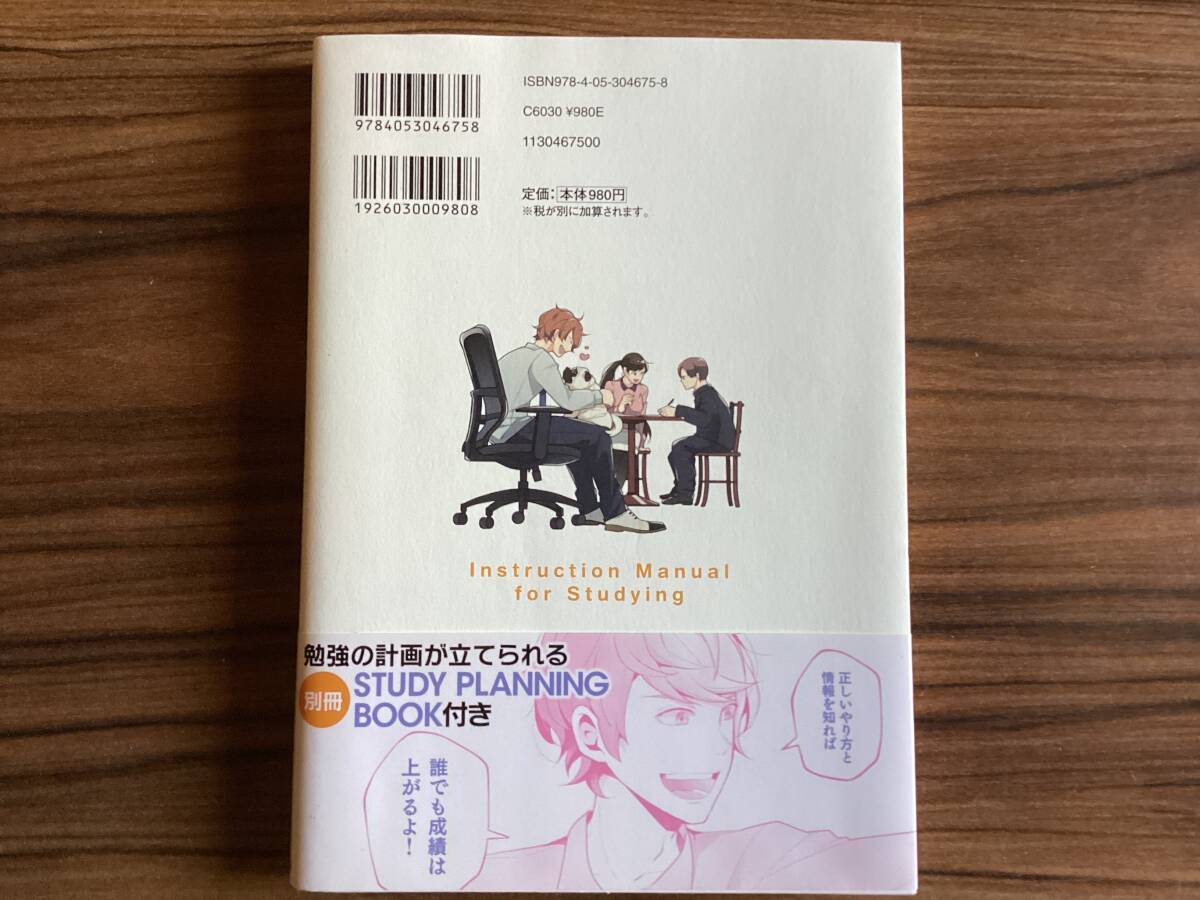 ISBN978-4-05-304675-8
9784053046758
C6030 ¥980E
1130467500
1926030009808
定価：本体980円
※税が別に加算されます。
Instruction Manual
for Studying
勉強の計画が立てられる
別冊
STUDY PLANNING
BOOK付き
正しいやり方と
情報を知れば
誰でも成績は
上がるよ！